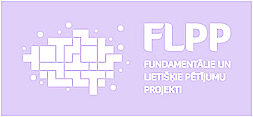 FLPP
FUNDAMENTĀLIE UN
LIETIŠĶIE PĒTĪJUMU
PROJEKTI